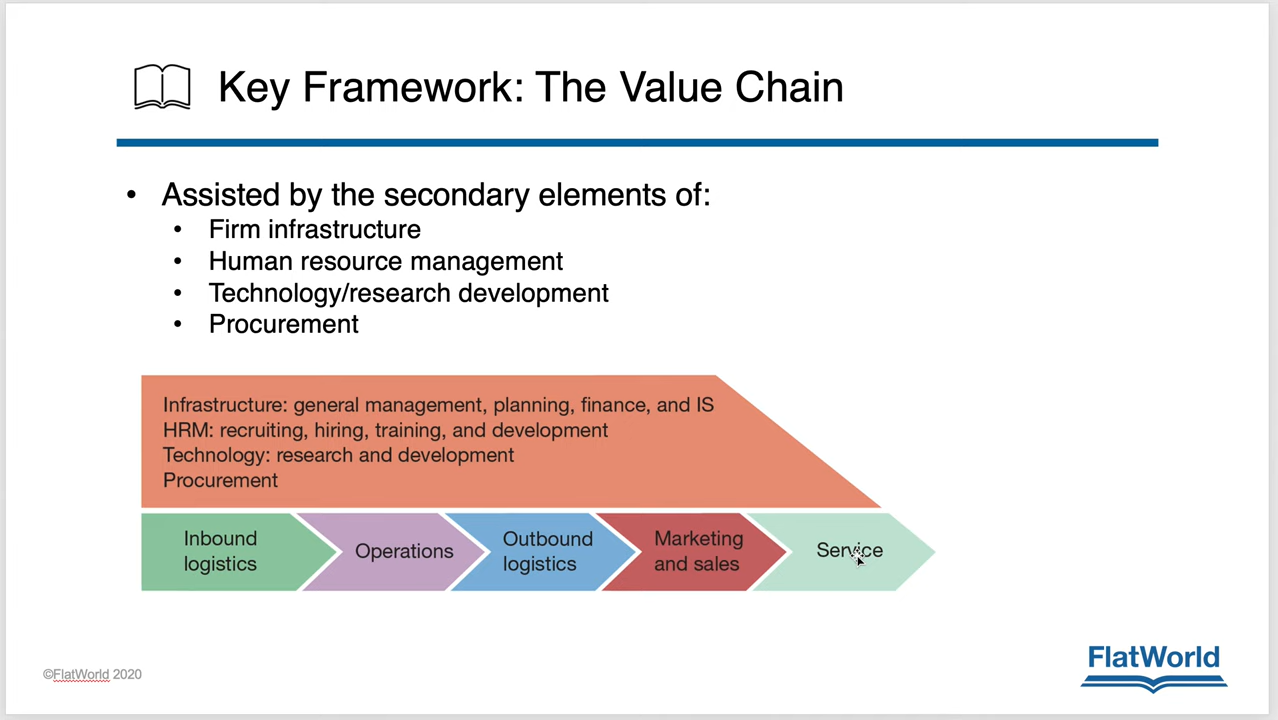 Key Framework: The Value Chain
• Assisted by the secondary elements of:
• Firm infrastructure
• Human resource management
• Technology/research development
• Procurement
Infrastructure: general management, planning, finance, and IS
HRM: recruiting, hiring, training, and development
Technology: research and development
Procurement
Inbound
logistics
Operations
Outbound
logistics
Marketing
and sales
Service
©FlatWorld 2020
FlatWorld